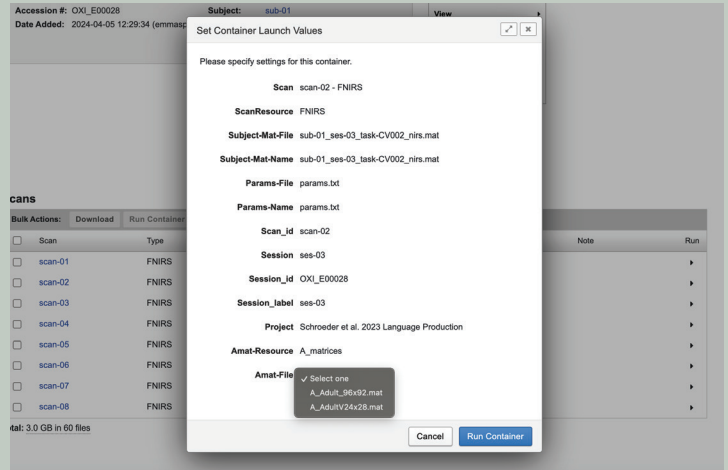 Accession #: OXI_E00028
Subject: sub-01
View
Date Added: 2024-04-05 12:29:34
Set Container Launch Values
Please specify settings for this container.
Scan scan-02 - FNIRS
ScanResource FNIRS
Subject-Mat-File sub-01_ses-03_task-CV002_nirs.mat
Subject-Mat-Name sub-01_ses-03_task-CV002_nirs.mat
Params-File params.txt
Params-Name params.txt
Scan_id scan-02
Session ses-03
Session_id OXI_E00028
Session_label ses-03
Project Schroeder et al. 2023 Language Production
Amat-Resource A_matrices
Amat-File
✓ Select one
A_Adult_96x92.mat
A_AdultV24x28.mat
Cancel Run Container
cans
Bulk Actions: Download Run Container
Scan Type Note Run
scan-01 FNIRS
scan-02 FNIRS
scan-03 FNIRS
scan-04 FNIRS
scan-05 FNIRS
scan-06 FNIRS
scan-07 FNIRS
scan-08 FNIRS
tal: 3.0 GB in 60 files